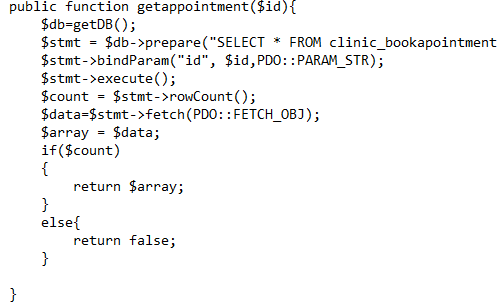 public function getappointment($id){
$db=getDB();
$stmt = $db->prepare("SELECT * FROM clinic_bookapointment
$stmt->bindParam("id", $id,PDO::PARAM_STR);
$stmt->execute();
$count = $stmt->rowCount();
$data=$stmt->fetch(PDO::FETCH_OBJ);
$array = $data;
if($count)
{
return $array;
}
else{
return false;
}
}